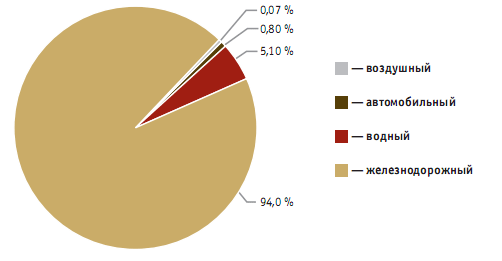 0,07 %
0,80 %
5,10 %
94,0 %
— воздушный
— автомобильный
— водный
— железнодорожный